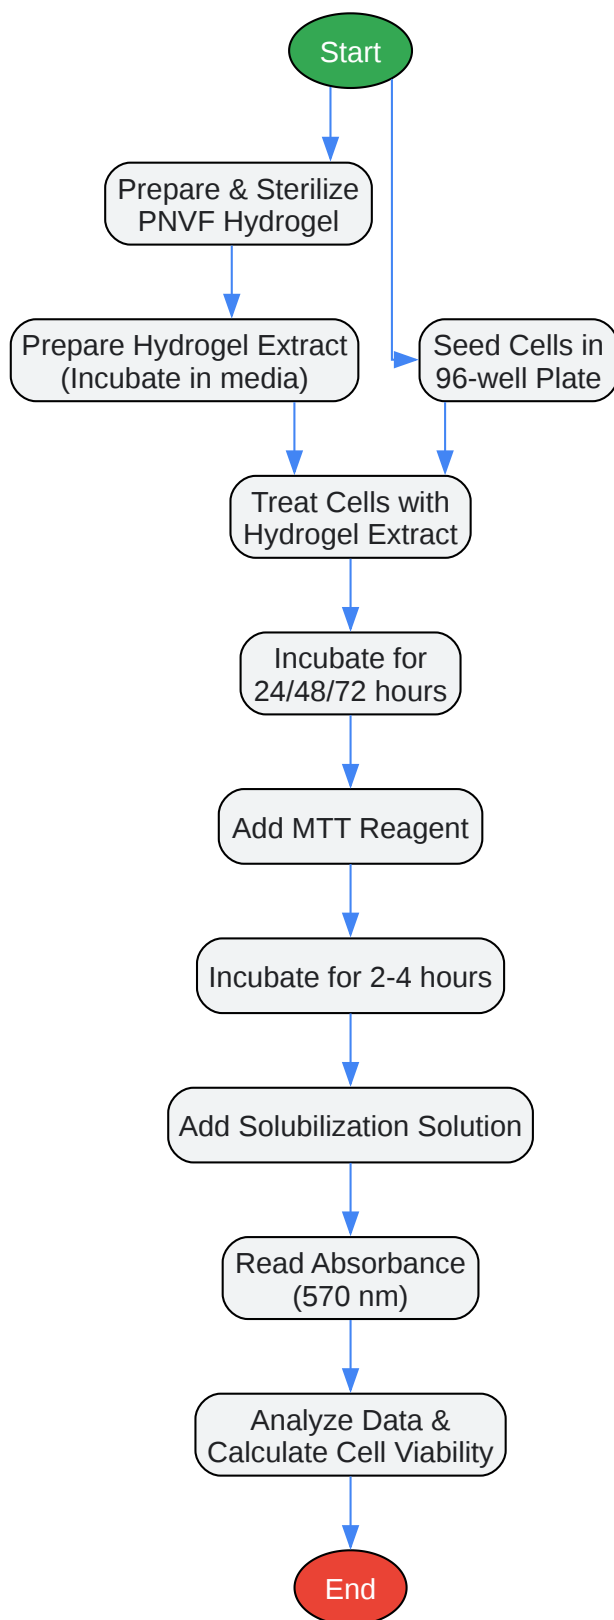 Start
Prepare & Sterilize
PNVF Hydrogel
Prepare Hydrogel Extract
(Incubate in media)
Seed Cells in
96-well Plate
Treat Cells with
Hydrogel Extract
Incubate for
24/48/72 hours
Add MTT Reagent
Incubate for 2-4 hours
Add Solubilization Solution
Read Absorbance
(570 nm)
Analyze Data &
Calculate Cell Viability
End